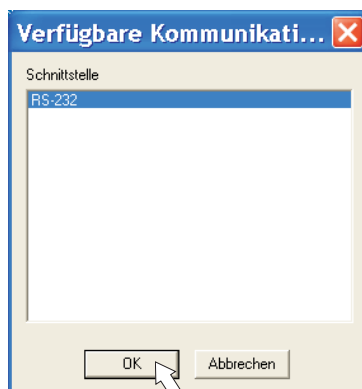 Verfügbare Kommunikati...
Schnittstelle
RS-232
OK
Abbrechen